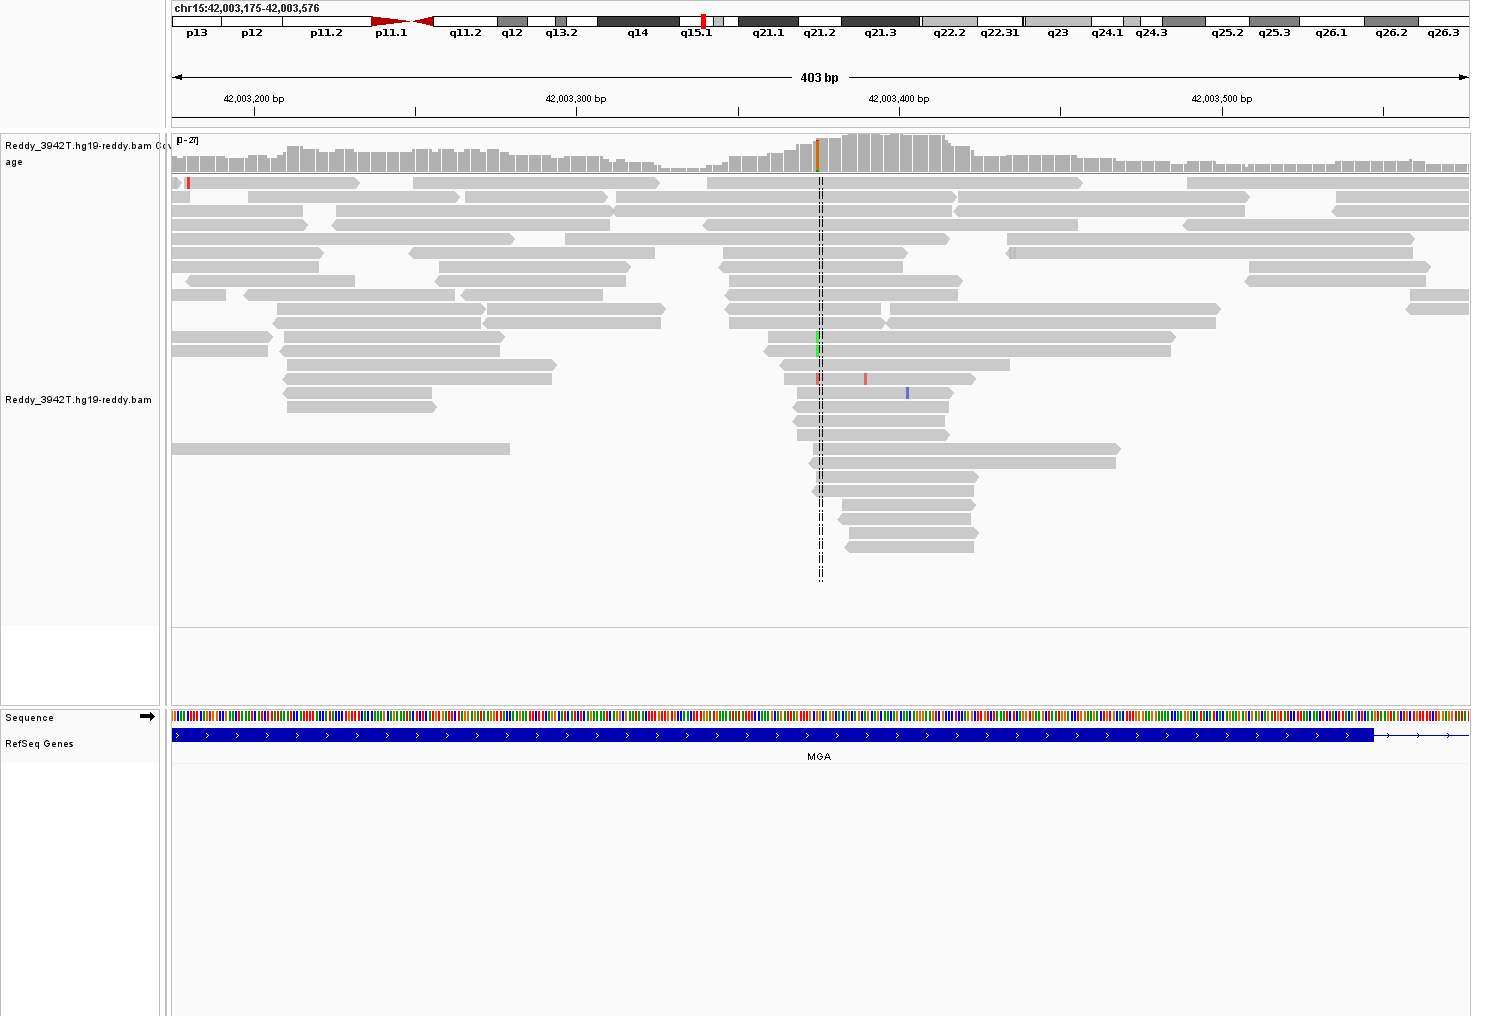 chr15:42,003,175-42,003,576
p13 p12 p11.2 p11.1 q11.2 q12 q13.2 q14 q15.1 q21.1 q21.2 q21.3 q22.2 q22.31 q23 q24.1 q24.3 q25.2 q25.3 q26.1 q26.2 q26.3
403 bp
42,003,200 bp 42,003,300 bp 42,003,400 bp 42,003,500 bp
Reddy_3942T.hg19-reddy.bam Cov
age
[0-27]
Reddy_3942T.hg19-reddy.bam
Sequence
RefSeq Genes
MGA